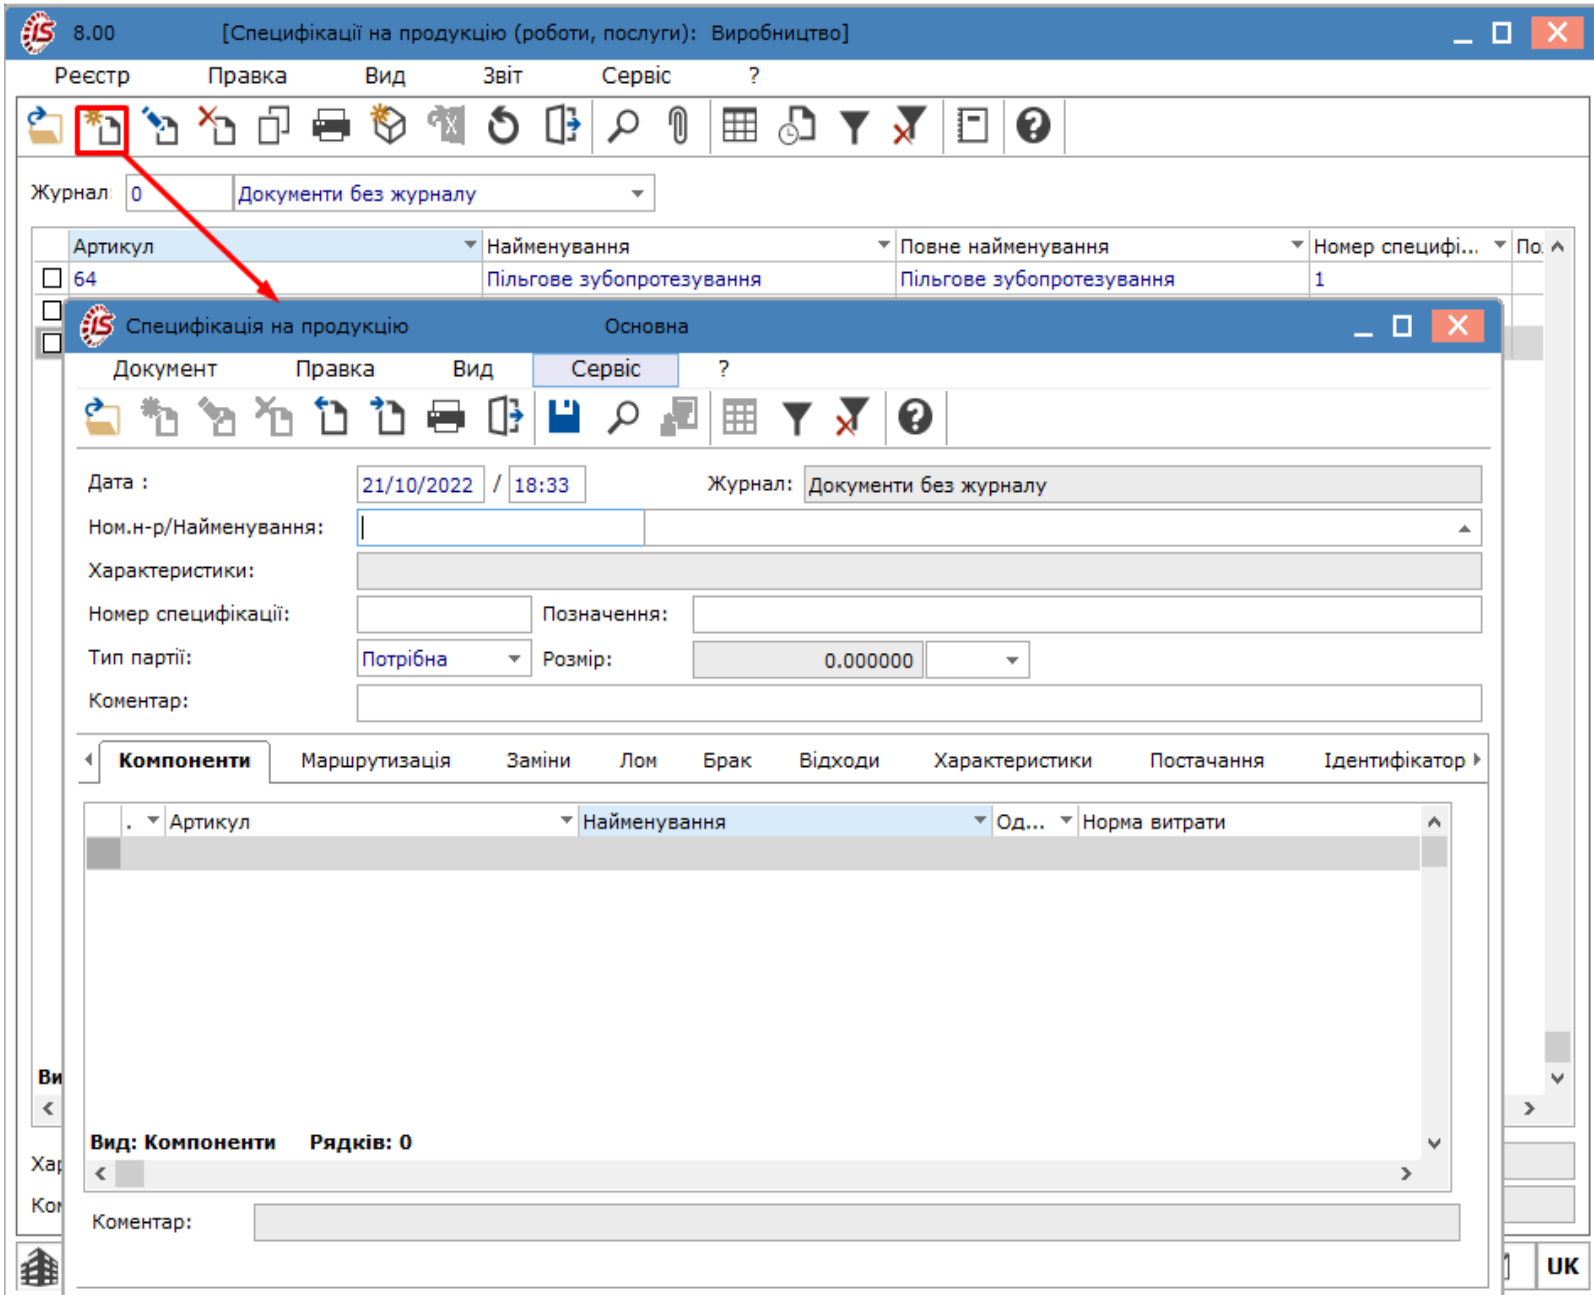 8.00 [Специфікації на продукцію (роботи, послуги): Виробництво]
Реєстр Правка Вид Звіт Сервіс ?
Журнал: 0 Документи без журналу
Артикул Найменування Повне найменування Номер специфі...
64 Пільгове зубопротезування Пільгове зубопротезування 1
Специфікація на продукцію Основна
Документ Правка Вид Сервіс ?
Дата : 21/10/2022 / 18:33 Журнал: Документи без журналу
Ном.н-р/Найменування:
Характеристики:
Номер специфікації: Позначення:
Тип партії: Потрібна Розмір: 0.000000
Коментар:
Компоненти Маршрутизація Заміни Лом Брак Відходи Характеристики Постачання Ідентифікатор
. Артикул Найменування Од... Норма витрати
Вид: Компоненти Рядків: 0
Коментар:
UK